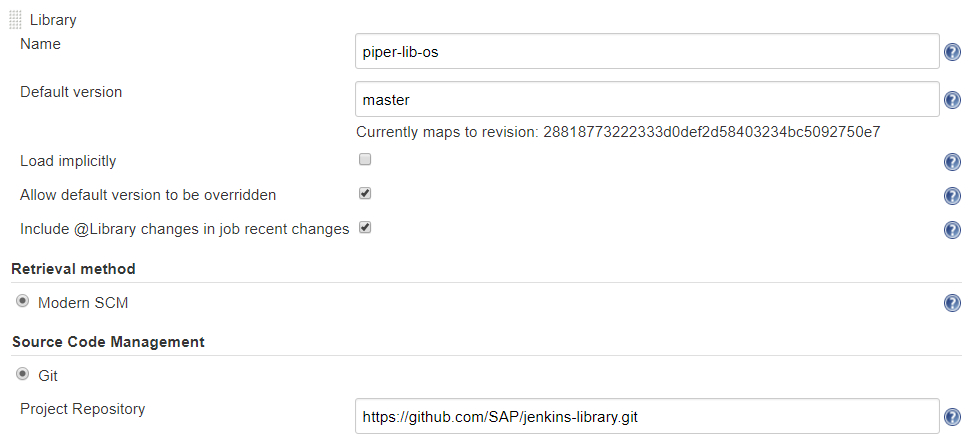 Library
Name
piper-lib-os
Default version
master
Currently maps to revision: 28818773222333d0def2d58403234bc5092750e7
Load implicitly
Allow default version to be overridden
Include @Library changes in job recent changes
Retrieval method
Modern SCM
Source Code Management
Git
Project Repository
https://github.com/SAP/jenkins-library.git